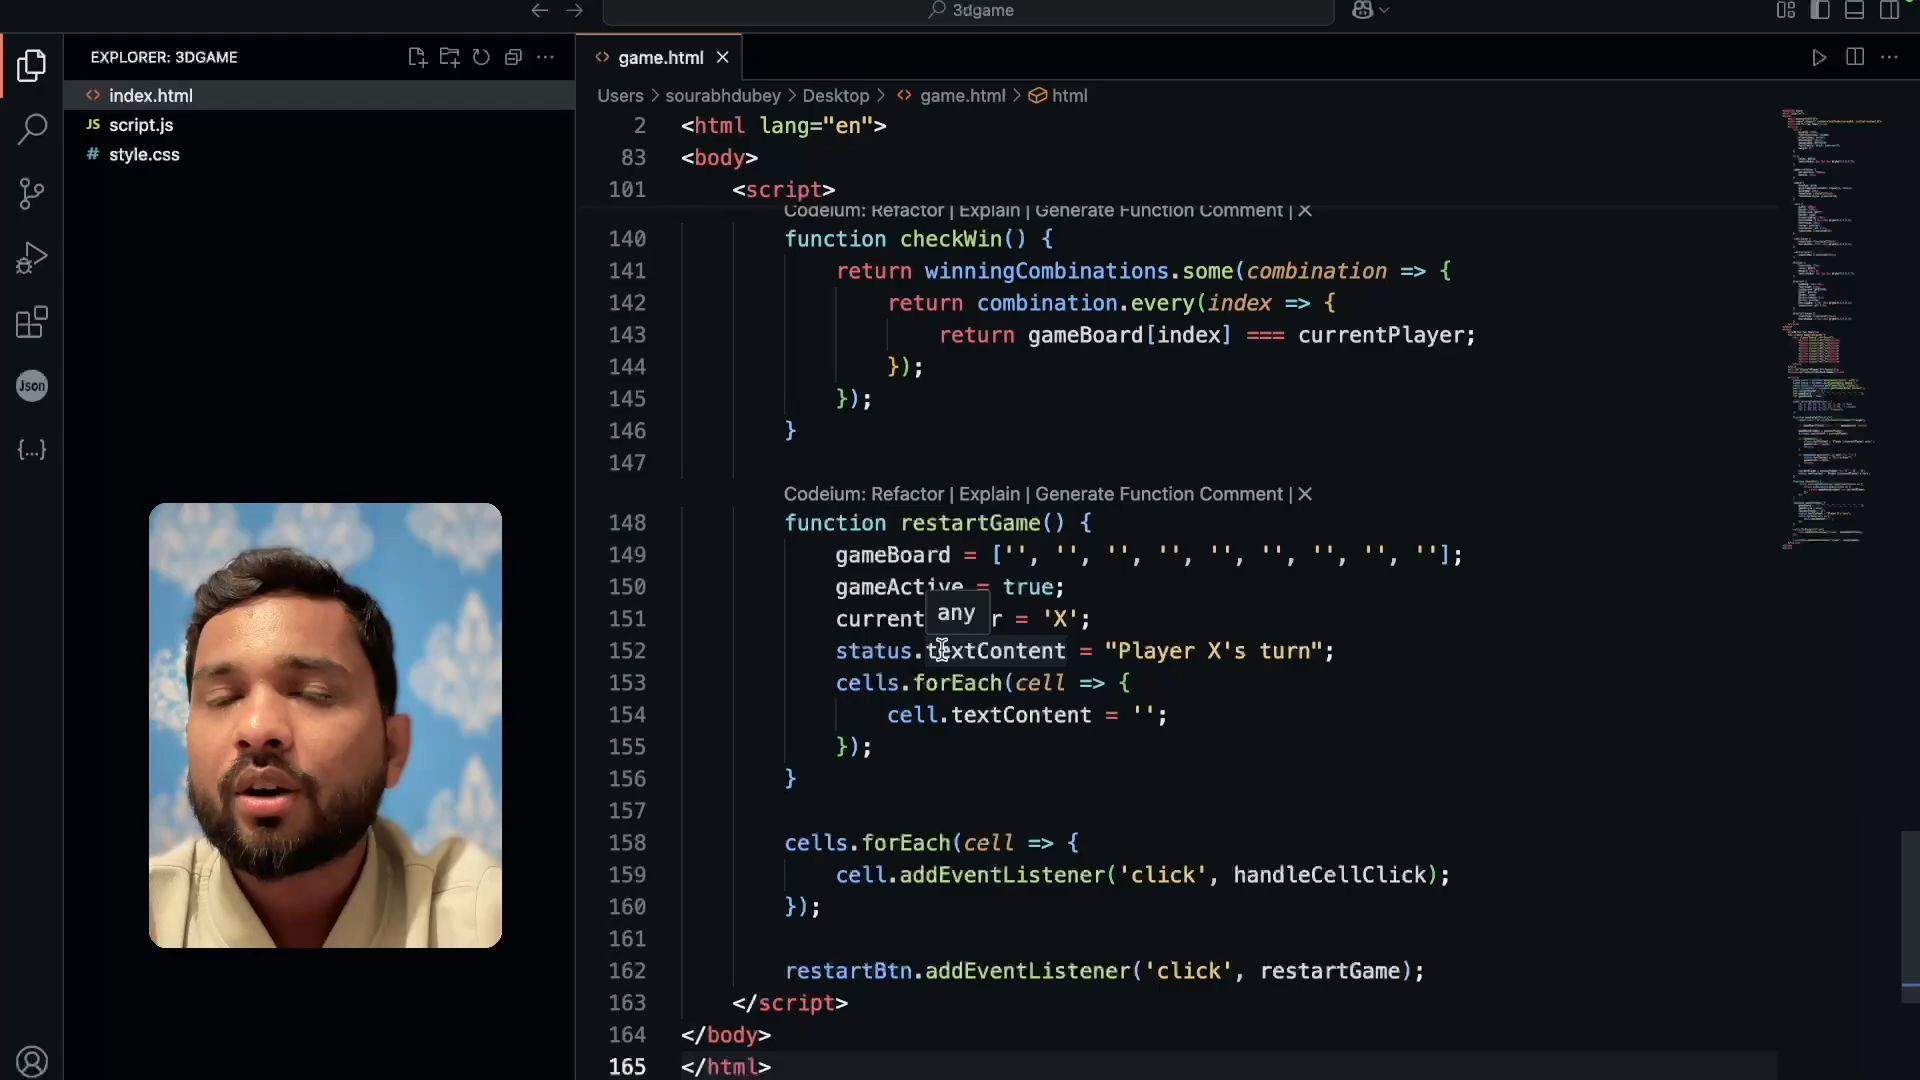 3dgame
EXPLORER: 3DGAME
index.html
JS script.js
# style.css
Json
{...}
game.html
Users > sourabhdubey > Desktop > game.html > html
2 <html lang="en">
83 <body>
101 <script>
Codeium: Refactor | Explain | Generate Function Comment | X
140 function checkWin() {
141 return winningCombinations.some(combination => {
142 return combination.every(index => {
143 return gameBoard[index] === currentPlayer;
144 });
145 });
146 }
147
Codeium: Refactor | Explain | Generate Function Comment | X
148 function restartGame() {
149 gameBoard = ['', '', '', '', '', '', '', '', ''];
150 gameActive = true;
any
151 current r = 'X';
152 status.textContent = "Player X's turn";
153 cells.forEach(cell => {
154 cell.textContent = '';
155 });
156 }
157
158 cells.forEach(cell => {
159 cell.addEventListener('click', handleCellClick);
160 });
161
162 restartBtn.addEventListener('click', restartGame);
163 </script>
164 </body>
165 </html>